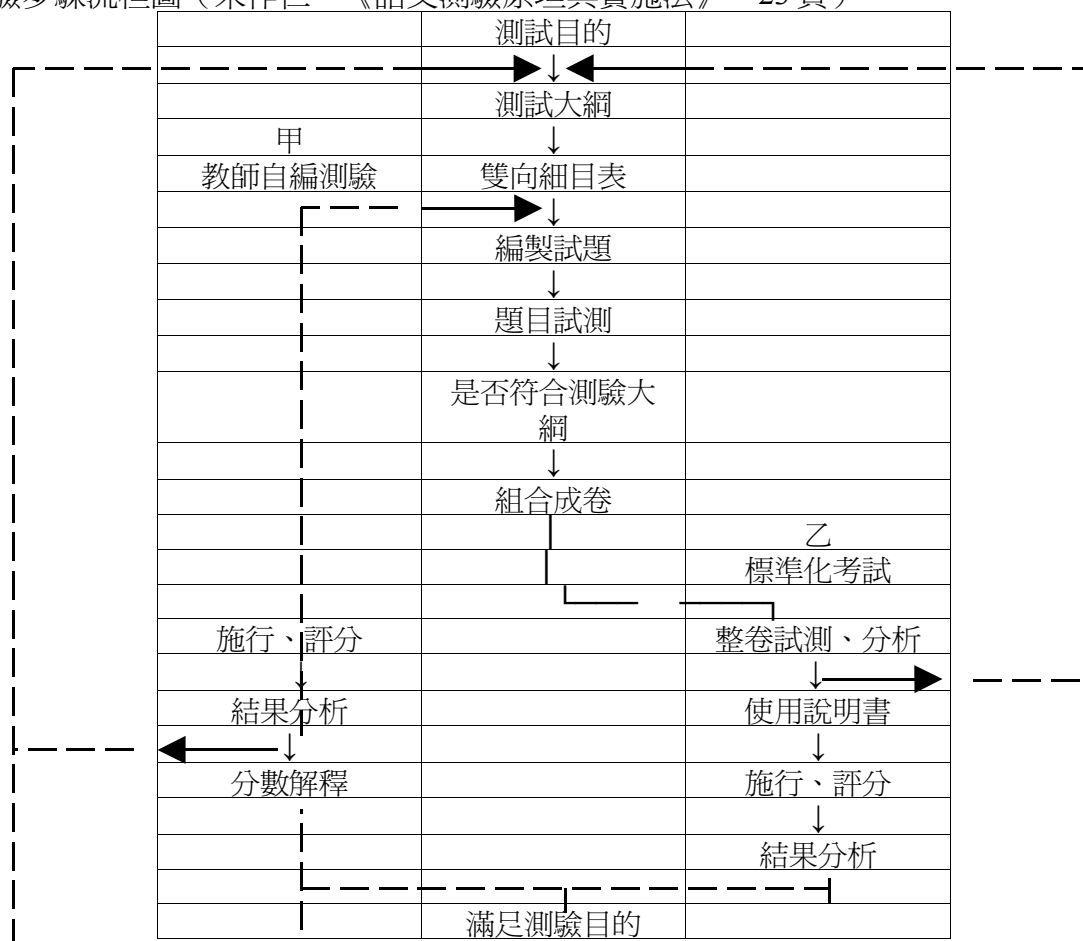 測試目的
↓
測試大綱
甲 ↓
教師自編測驗 雙向細目表
↓
編製試題
↓
題目試測
↓
是否符合測驗大
綱
↓
組合成卷
乙
標準化考試
施行、評分 整卷試測、分析
↓ ↓
結果分析 使用說明書
↓ ↓
分數解釋 施行、評分
↓
結果分析
滿足測驗目的